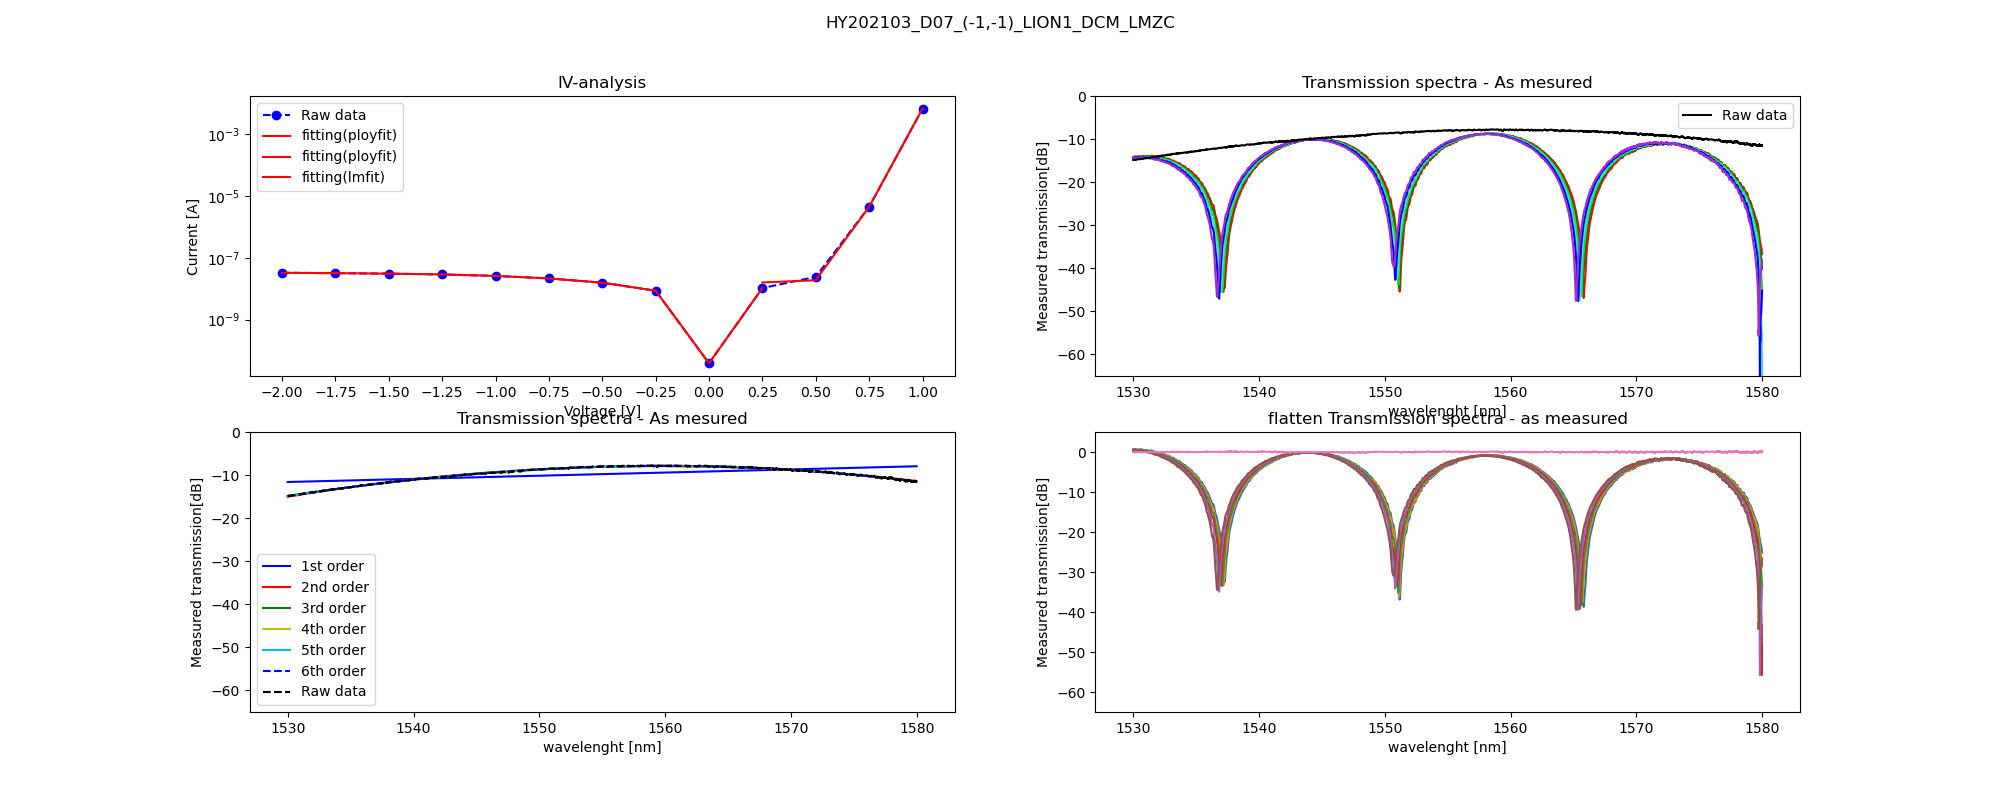 HY202103_D07_(-1,-1)_LION1_DCM_LMZC
IV-analysis
Current [A]
10⁻³
10⁻⁵
10⁻⁷
10⁻⁹
Raw data
fitting(ployfit)
fitting(ployfit)
fitting(lmfit)
−2.00 −1.75 −1.50 −1.25 −1.00 −0.75 −0.50 −0.25 0.00 0.25 0.50 0.75 1.00
Voltage [V]
Transmission spectra - As mesured
Measured transmission[dB]
0
−10
−20
−30
−40
−50
−60
Raw data
1530 1540 1550 1560 1570 1580
wavelenght [nm]
Transmission spectra - As mesured
Measured transmission[dB]
0
−10
−20
−30
−40
−50
−60
1st order
2nd order
3rd order
4th order
5th order
6th order
Raw data
1530 1540 1550 1560 1570 1580
wavelenght [nm]
flatten Transmission spectra - as measured
Measured transmission[dB]
0
−10
−20
−30
−40
−50
−60
1530 1540 1550 1560 1570 1580
wavelenght [nm]